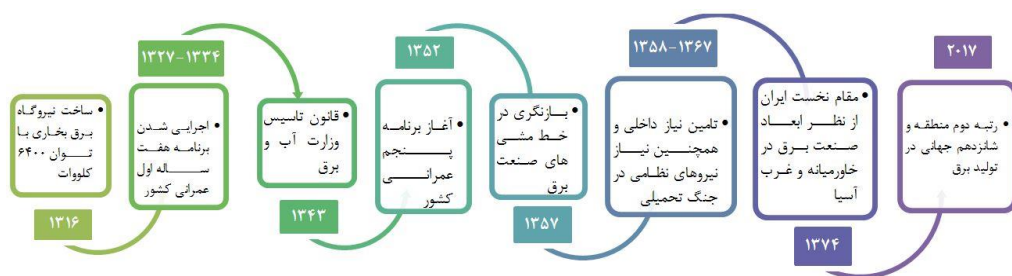 ۱۳۱۶
• ساخت نیروگاه
برق بخاری با
توان ۶۴۰۰
کلووات
۱۳۲۷-۱۳۳۴
• اجرایی شدن
برنامه هفت
ساله اول
عمرانی کشور
۱۳۴۳
• قانون تاسیس
وزارت آب و
برق
۱۳۵۲
• آغاز برنامه
پنجم
عمرانی
کشور
۱۳۵۷
• بازنگری در
خط مشی
های صنعت
برق
۱۳۵۸-۱۳۶۷
• تامین نیاز داخلی و
همچنین نیاز
نیروهای نظامی در
جنگ تحمیلی
۱۳۷۴
• مقام نخست ایران
از نظر ابعاد
صنعت برق در
خاورمیانه و غرب
آسیا
۲۰۱۷
• رتبه دوم منطقه و
شانزدهم جهانی در
تولید برق